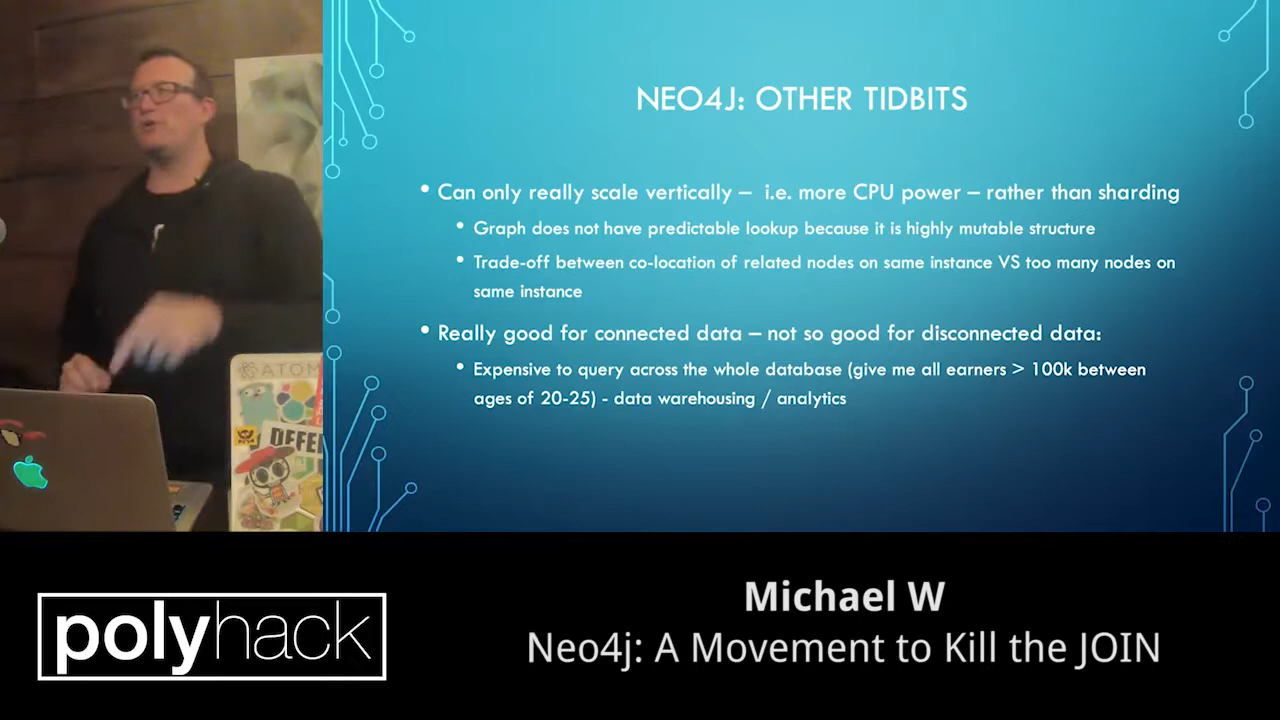 NEO4J: OTHER TIDBITS
• Can only really scale vertically – i.e. more CPU power – rather than sharding
• Graph does not have predictable lookup because it is highly mutable structure
• Trade-off between co-location of related nodes on same instance VS too many nodes on
same instance
• Really good for connected data – not so good for disconnected data:
• Expensive to query across the whole database (give me all earners > 100k between
ages of 20-25) - data warehousing / analytics
ATOM
DEFE
polyhack
Michael W
Neo4j: A Movement to Kill the JOIN